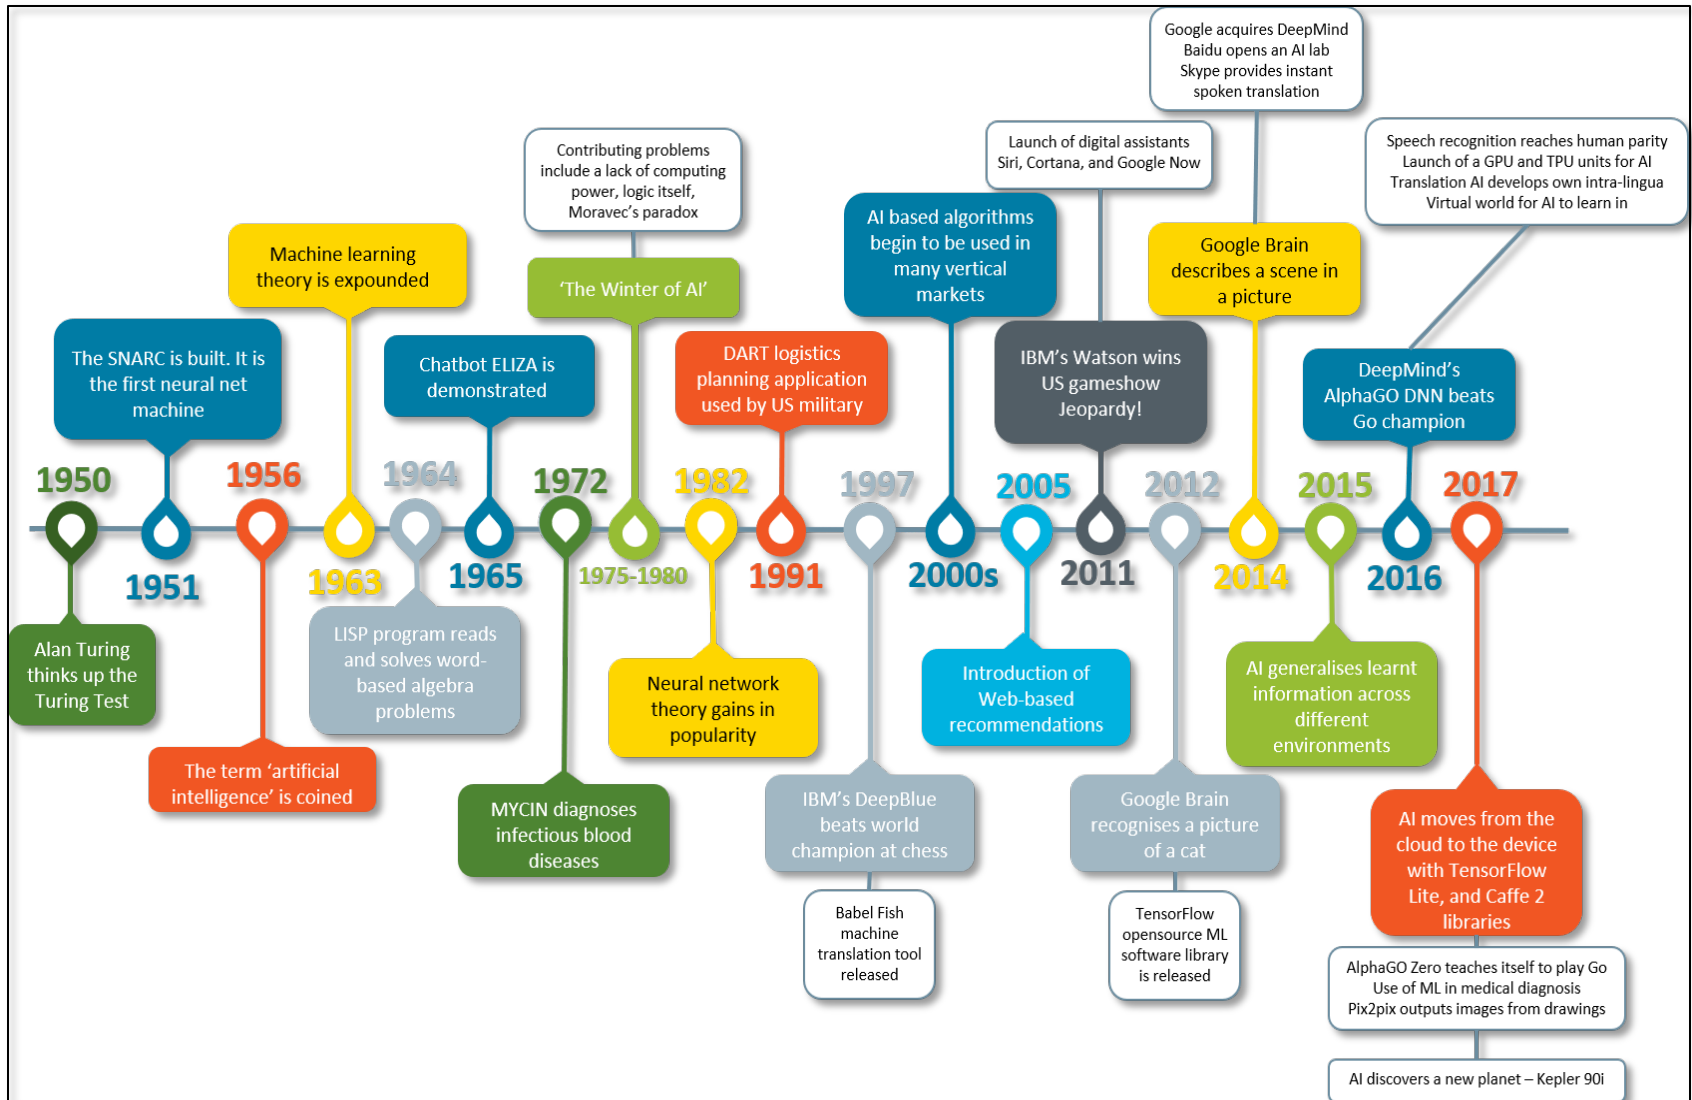 1950
Alan Turing
thinks up the
Turing Test
The SNARC is built. It is
the first neural net
machine
1951
1956
The term ‘artificial
intelligence’ is coined
Machine learning
theory is expounded
1963
1964
LISP program reads
and solves word-
based algebra
problems
Chatbot ELIZA is
demonstrated
1965
1972
MYCIN diagnoses
infectious blood
diseases
Contributing problems
include a lack of computing
power, logic itself,
Moravec’s paradox
‘The Winter of AI’
1975-1980
1982
Neural network
theory gains in
popularity
DART logistics
planning application
used by US military
1991
1997
IBM’s DeepBlue
beats world
champion at chess
Babel Fish
machine
translation tool
released
AI based algorithms
begin to be used in
many vertical
markets
2000s
2005
Introduction of
Web-based
recommendations
Launch of digital assistants
Siri, Cortana, and Google Now
IBM’s Watson wins
US gameshow
Jeopardy!
2011
2012
Google Brain
recognises a picture
of a cat
TensorFlow
opensource ML
software library
is released
Google acquires DeepMind
Baidu opens an AI lab
Skype provides instant
spoken translation
Google Brain
describes a scene in
a picture
2014
2015
AI generalises learnt
information across
different
environments
Speech recognition reaches human parity
Launch of a GPU and TPU units for AI
Translation AI develops own intra-lingua
Virtual world for AI to learn in
DeepMind’s
AlphaGO DNN beats
Go champion
2016
2017
AI moves from the
cloud to the device
with TensorFlow
Lite, and Caffe 2
libraries
AlphaGO Zero teaches itself to play Go
Use of ML in medical diagnosis
Pix2pix outputs images from drawings
AI discovers a new planet – Kepler 90i